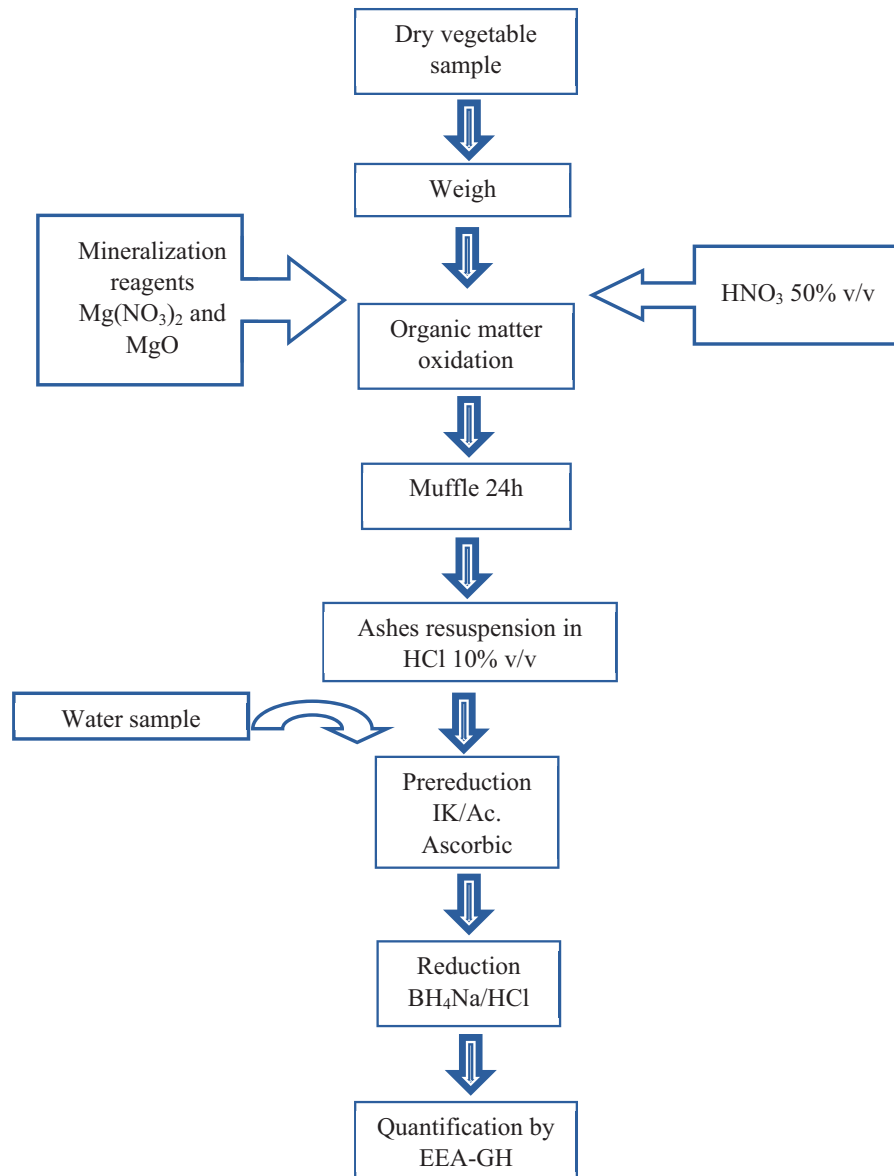 Dry vegetable
sample
Weigh
Mineralization
reagents
Mg(NO₃)₂ and
MgO
HNO₃ 50% v/v
Organic matter
oxidation
Muffle 24h
Ashes resuspension in
HCl 10% v/v
Water sample
Prereduction
IK/Ac.
Ascorbic
Reduction
BH₄Na/HCl
Quantification by
EEA-GH